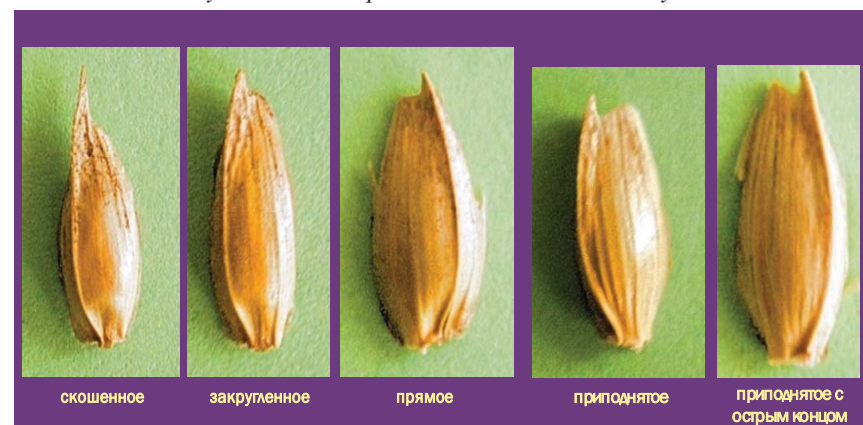 скошенное
закругленное
прямое
приподнятое
приподнятое с
острым концом